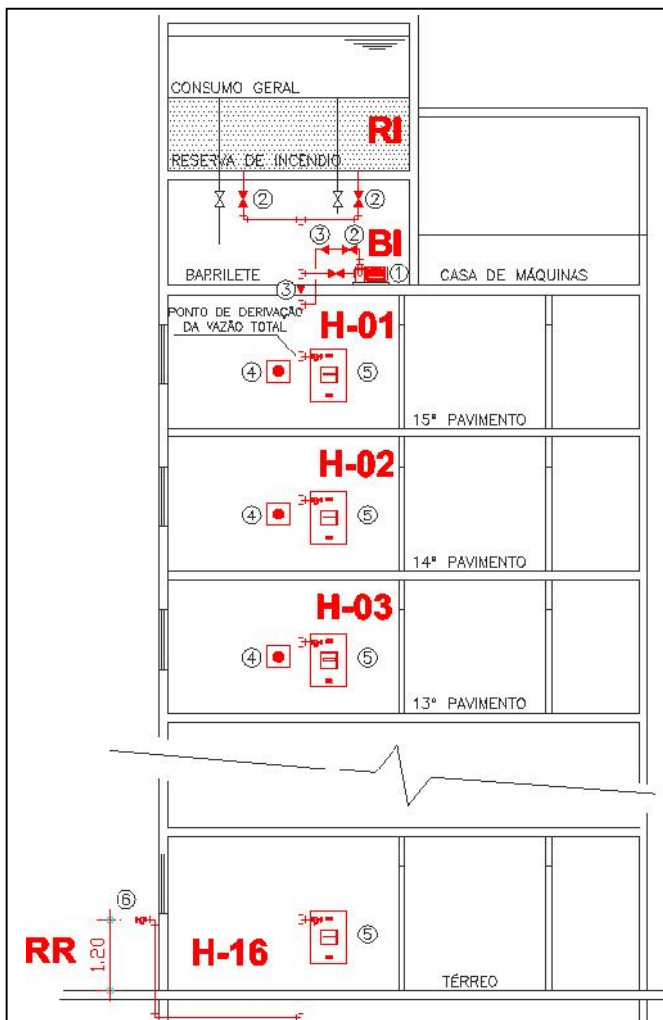 CONSUMO GERAL
RI
RESERVA DE INCÊNDIO
② ②
③ ② BI
BARRILETE ① CASA DE MÁQUINAS
③
PONTO DE DERIVAÇÃO
DA VAZÃO TOTAL
H-01
④ ⑤
15º PAVIMENTO
H-02
④ ⑤
14º PAVIMENTO
H-03
④ ⑤
13º PAVIMENTO
⑥
⑤
RR 1.20 H-16
TÉRREO